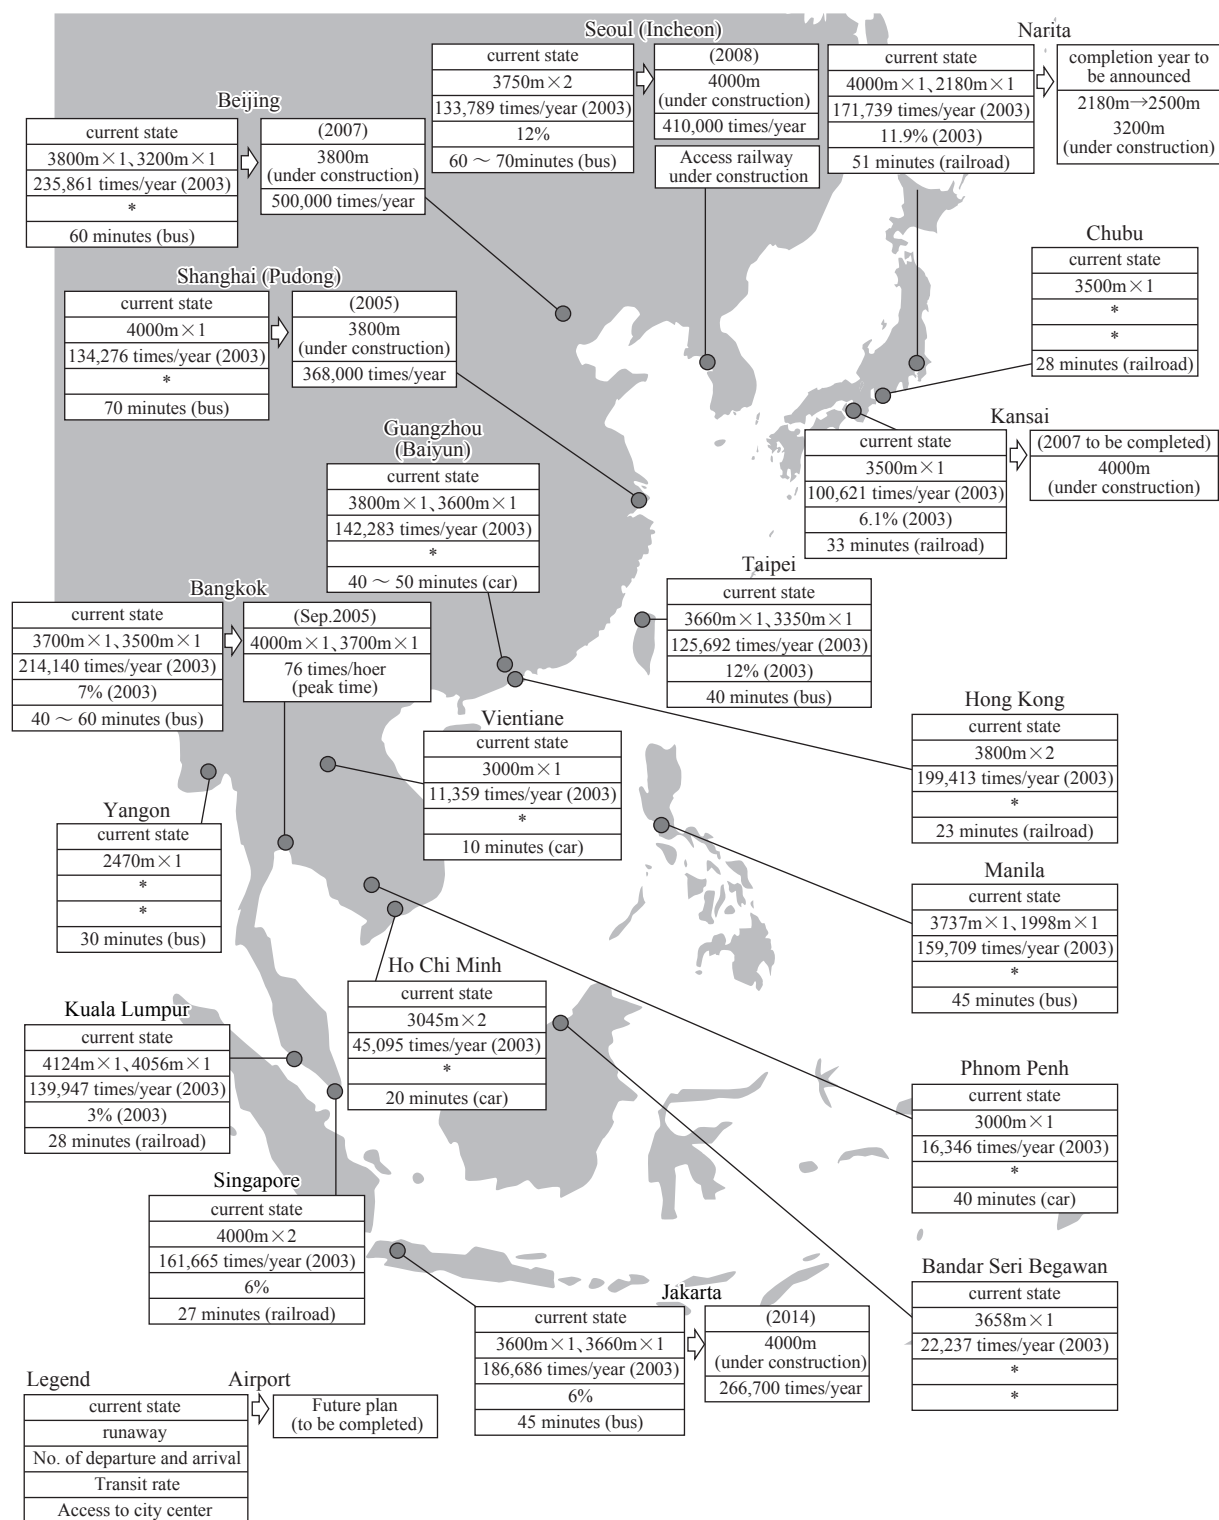 Seoul (Incheon)
current state
3750m×2
133,789 times/year (2003)
12%
60 ～ 70minutes (bus)
(2008)
4000m
(under construction)
410,000 times/year
Access railway
under construction
Narita
current state
4000m×1,2180m×1
171,739 times/year (2003)
11.9% (2003)
51 minutes (railroad)
completion year to
be announced
2180m→2500m
3200m
(under construction)
Beijing
current state
3800m×1、3200m×1
235,861 times/year (2003)
*
60 minutes (bus)
(2007)
3800m
(under construction)
500,000 times/year
Chubu
current state
3500m×1
*
*
28 minutes (railroad)
Shanghai (Pudong)
current state
4000m×1
134,276 times/year (2003)
*
70 minutes (bus)
(2005)
3800m
(under construction)
368,000 times/year
Kansai
current state
3500m×1
100,621 times/year (2003)
6.1% (2003)
33 minutes (railroad)
(2007 to be completed)
4000m
(under construction)
Guangzhou
(Baiyun)
current state
3800m×1、3600m×1
142,283 times/year (2003)
*
40 ～ 50 minutes (car)
Taipei
current state
3660m×1、3350m×1
125,692 times/year (2003)
12% (2003)
40 minutes (bus)
Bangkok
current state
3700m×1、3500m×1
214,140 times/year (2003)
7% (2003)
40 ～ 60 minutes (bus)
(Sep.2005)
4000m×1、3700m×1
76 times/hoer
(peak time)
Hong Kong
current state
3800m×2
199,413 times/year (2003)
*
23 minutes (railroad)
Vientiane
current state
3000m×1
11,359 times/year (2003)
*
10 minutes (car)
Yangon
current state
2470m×1
*
*
30 minutes (bus)
Manila
current state
3737m×1、1998m×1
159,709 times/year (2003)
*
45 minutes (bus)
Ho Chi Minh
current state
3045m×2
45,095 times/year (2003)
*
20 minutes (car)
Kuala Lumpur
current state
4124m×1、4056m×1
139,947 times/year (2003)
3% (2003)
28 minutes (railroad)
Phnom Penh
current state
3000m×1
16,346 times/year (2003)
*
40 minutes (car)
Singapore
current state
4000m×2
161,665 times/year (2003)
6%
27 minutes (railroad)
Bandar Seri Begawan
current state
3658m×1
22,237 times/year (2003)
*
*
Jakarta
current state
3600m×1、3660m×1
186,686 times/year (2003)
6%
45 minutes (bus)
(2014)
4000m
(under construction)
266,700 times/year
Legend
Airport
current state
runaway
No. of departure and arrival
Transit rate
Access to city center
Future plan
(to be completed)